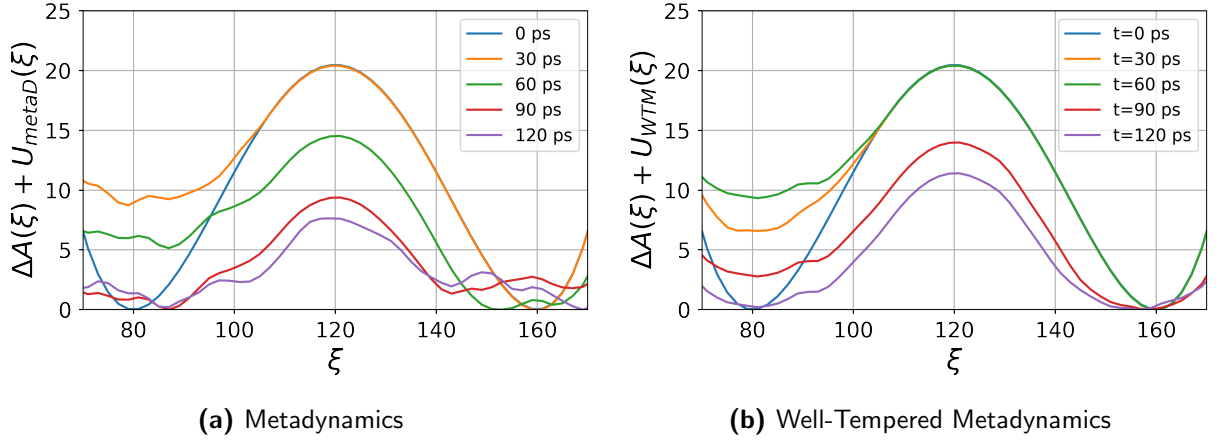 ΔA(ξ) + U_metaD(ξ)
25
20
15
10
5
0
80 100 120 140 160
ξ
0 ps
30 ps
60 ps
90 ps
120 ps
(a) Metadynamics
ΔA(ξ) + U_WTM(ξ)
25
20
15
10
5
0
80 100 120 140 160
ξ
t=0 ps
t=30 ps
t=60 ps
t=90 ps
t=120 ps
(b) Well-Tempered Metadynamics